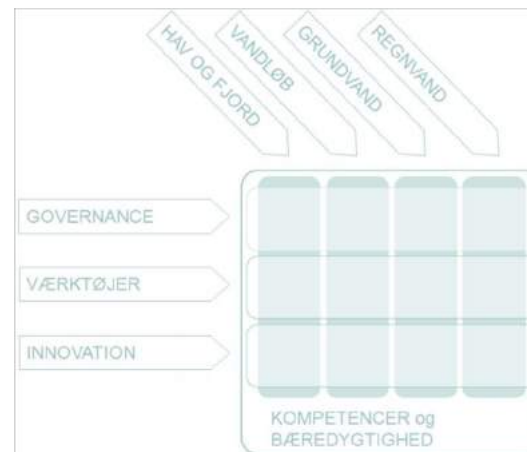 HAV OG FJORD
VANDLØB
GRUNDVAND
REGNVAND
GOVERNANCE
VÆRKTØJER
INNOVATION
KOMPETENCER og
BÆREDYGTIGHED